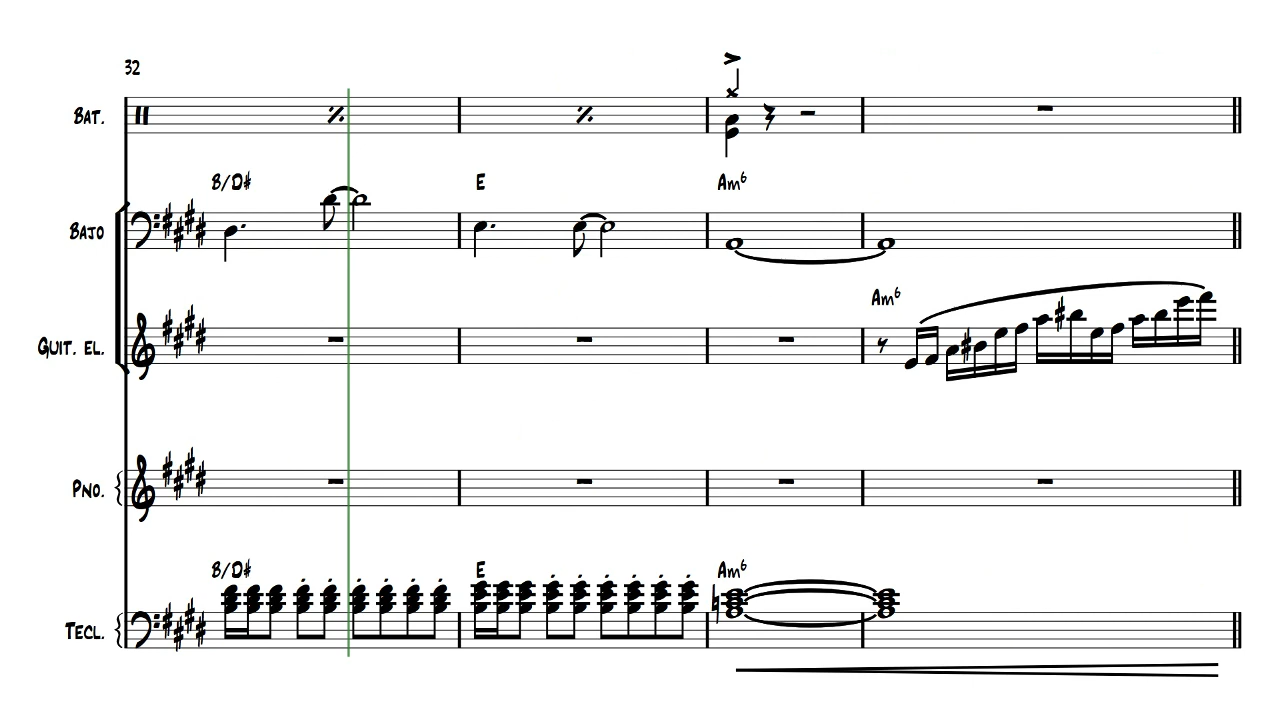 32
BAT.
B/D# E Am6
BAJO
Am6
GUIT. EL.
PNO.
B/D# E Am6
TECL.